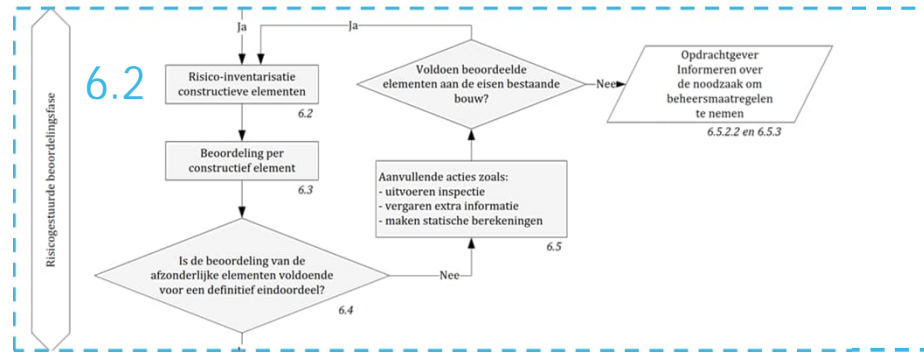 Risicogestuurde beoordelingsfase
6.2
Ja
Risico-inventarisatie
constructieve elementen
6.2
Beoordeling per
constructief element
6.3
Is de beoordeling van de
afzonderlijke elementen voldoende
voor een definitief eindoordeel?
6.4
Nee
Aanvullende acties zoals:
- uitvoeren inspectie
- vergaren extra informatie
- maken statische berekeningen
6.5
Voldoen beoordeelde
elementen aan de eisen bestaande
bouw?
Ja
Nee
Opdrachtgever
Informeren over
de noodzaak om
beheersmaatregelen
te nemen
6.5.2.2 en 6.5.3